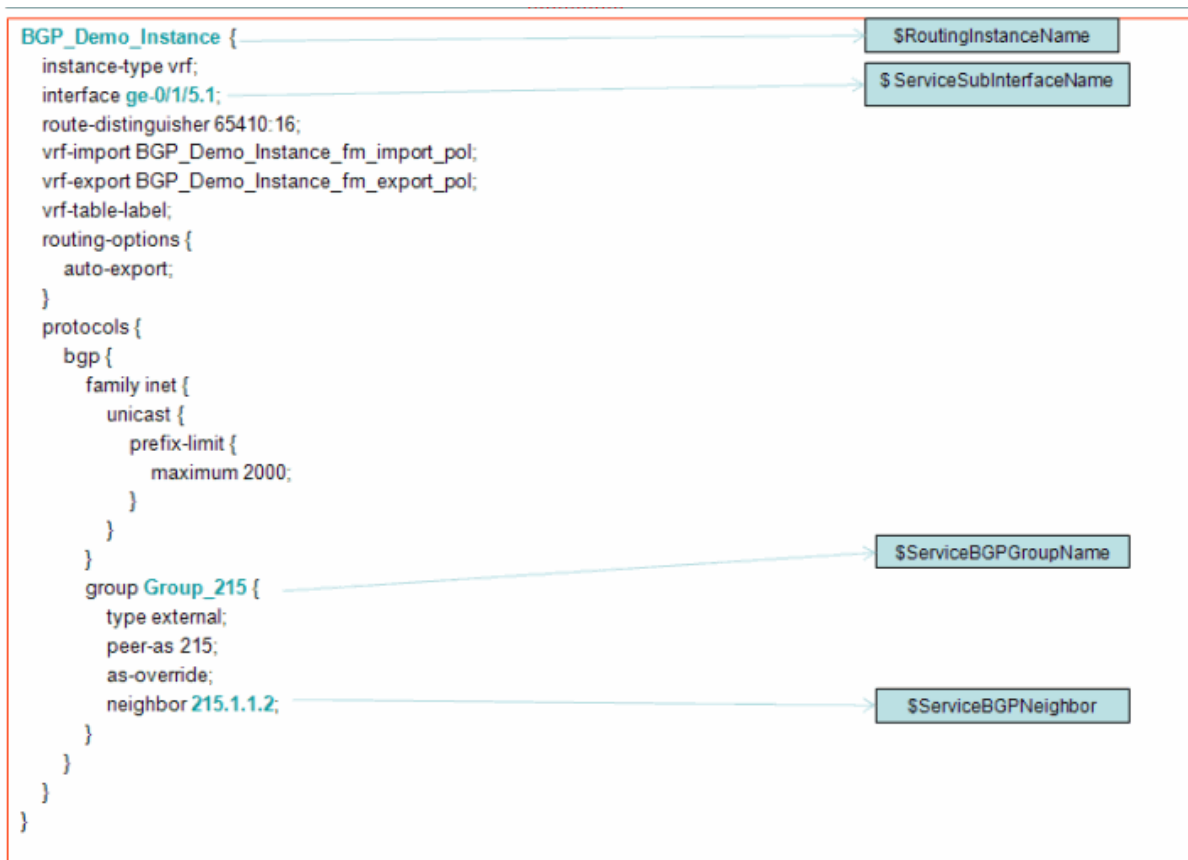 BGP_Demo_Instance { $RoutingInstanceName
instance-type vrf;
interface ge-0/1/5.1; $ ServiceSubInterfaceName
route-distinguisher 65410:16;
vrf-import BGP_Demo_Instance_fm_import_pol;
vrf-export BGP_Demo_Instance_fm_export_pol;
vrf-table-label;
routing-options {
auto-export;
}
protocols {
bgp {
family inet {
unicast {
prefix-limit {
maximum 2000;
}
}
}
$ServiceBGPGroupName
group Group_215 {
type external;
peer-as 215;
as-override;
neighbor 215.1.1.2; $ServiceBGPNeighbor
}
}
}
}